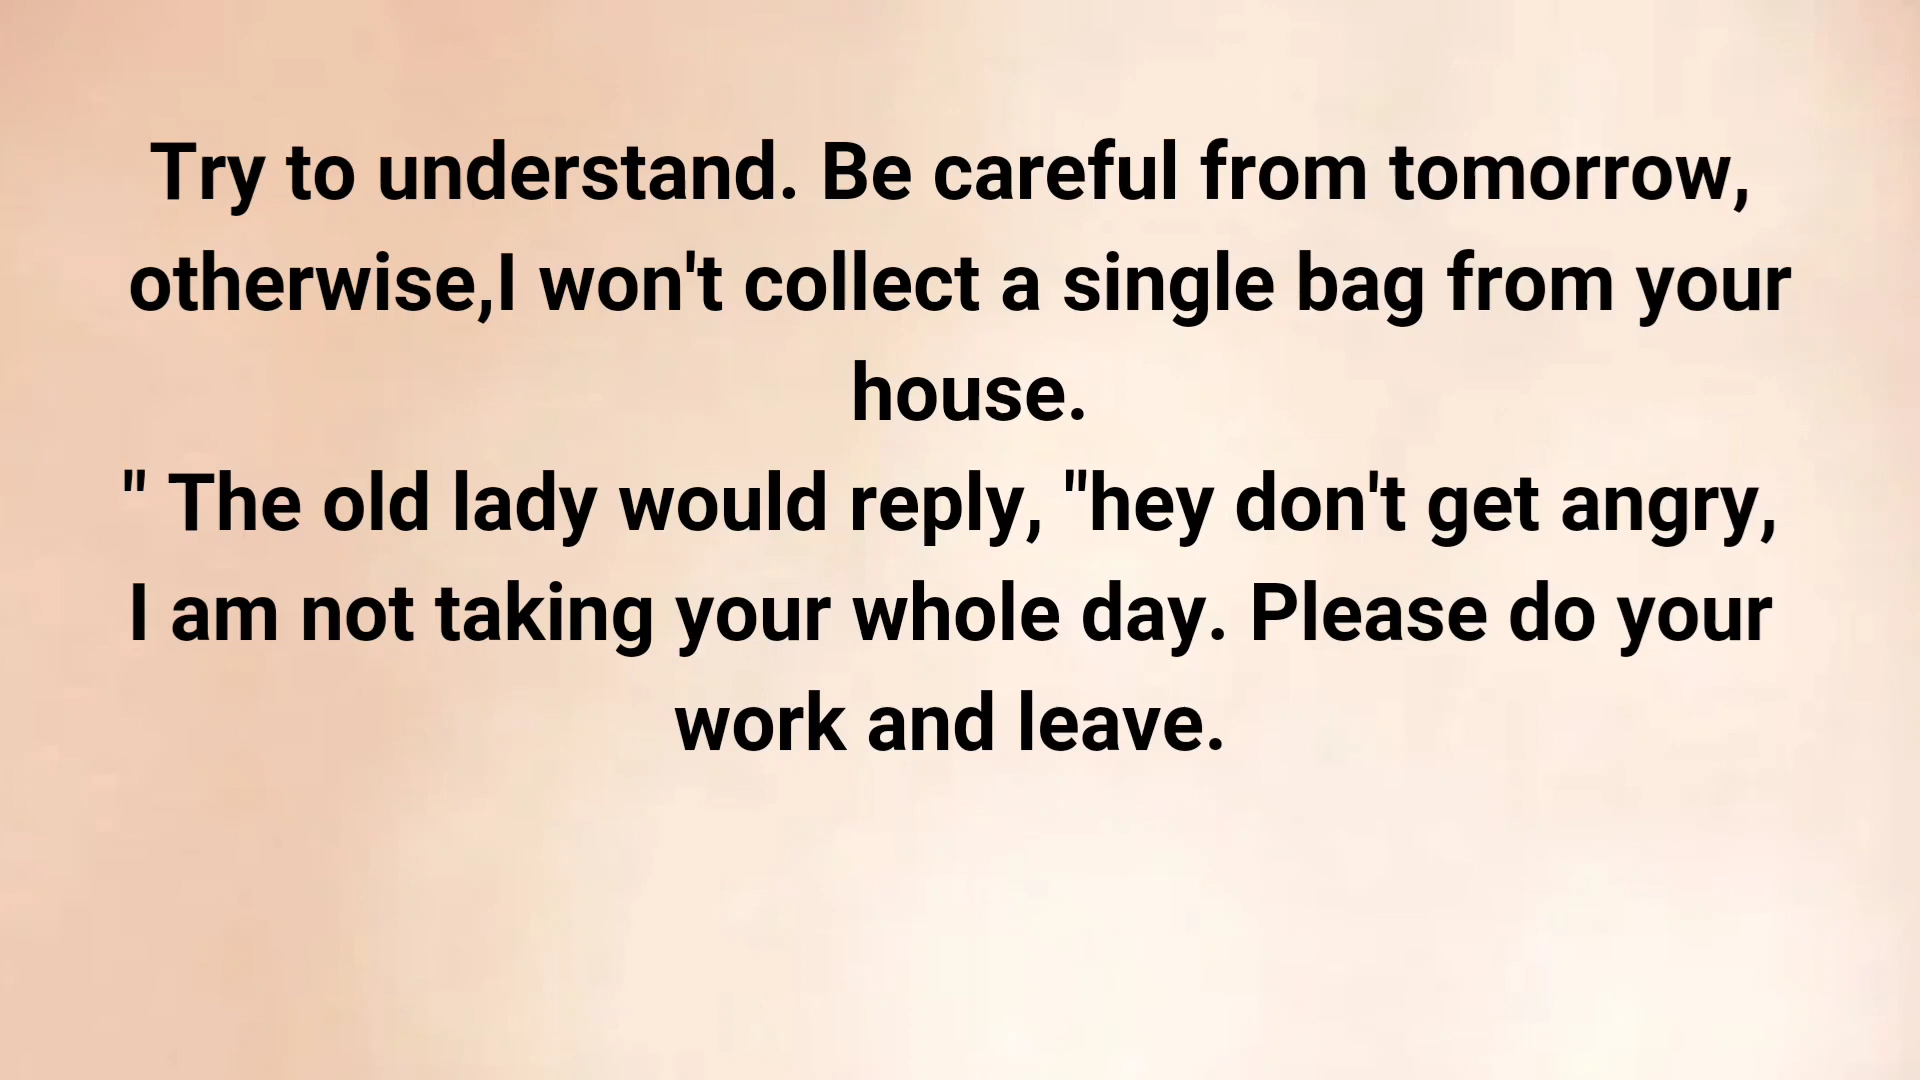 Try to understand. Be careful from tomorrow,
otherwise,I won't collect a single bag from your
house.
" The old lady would reply, "hey don't get angry,
I am not taking your whole day. Please do your
work and leave.